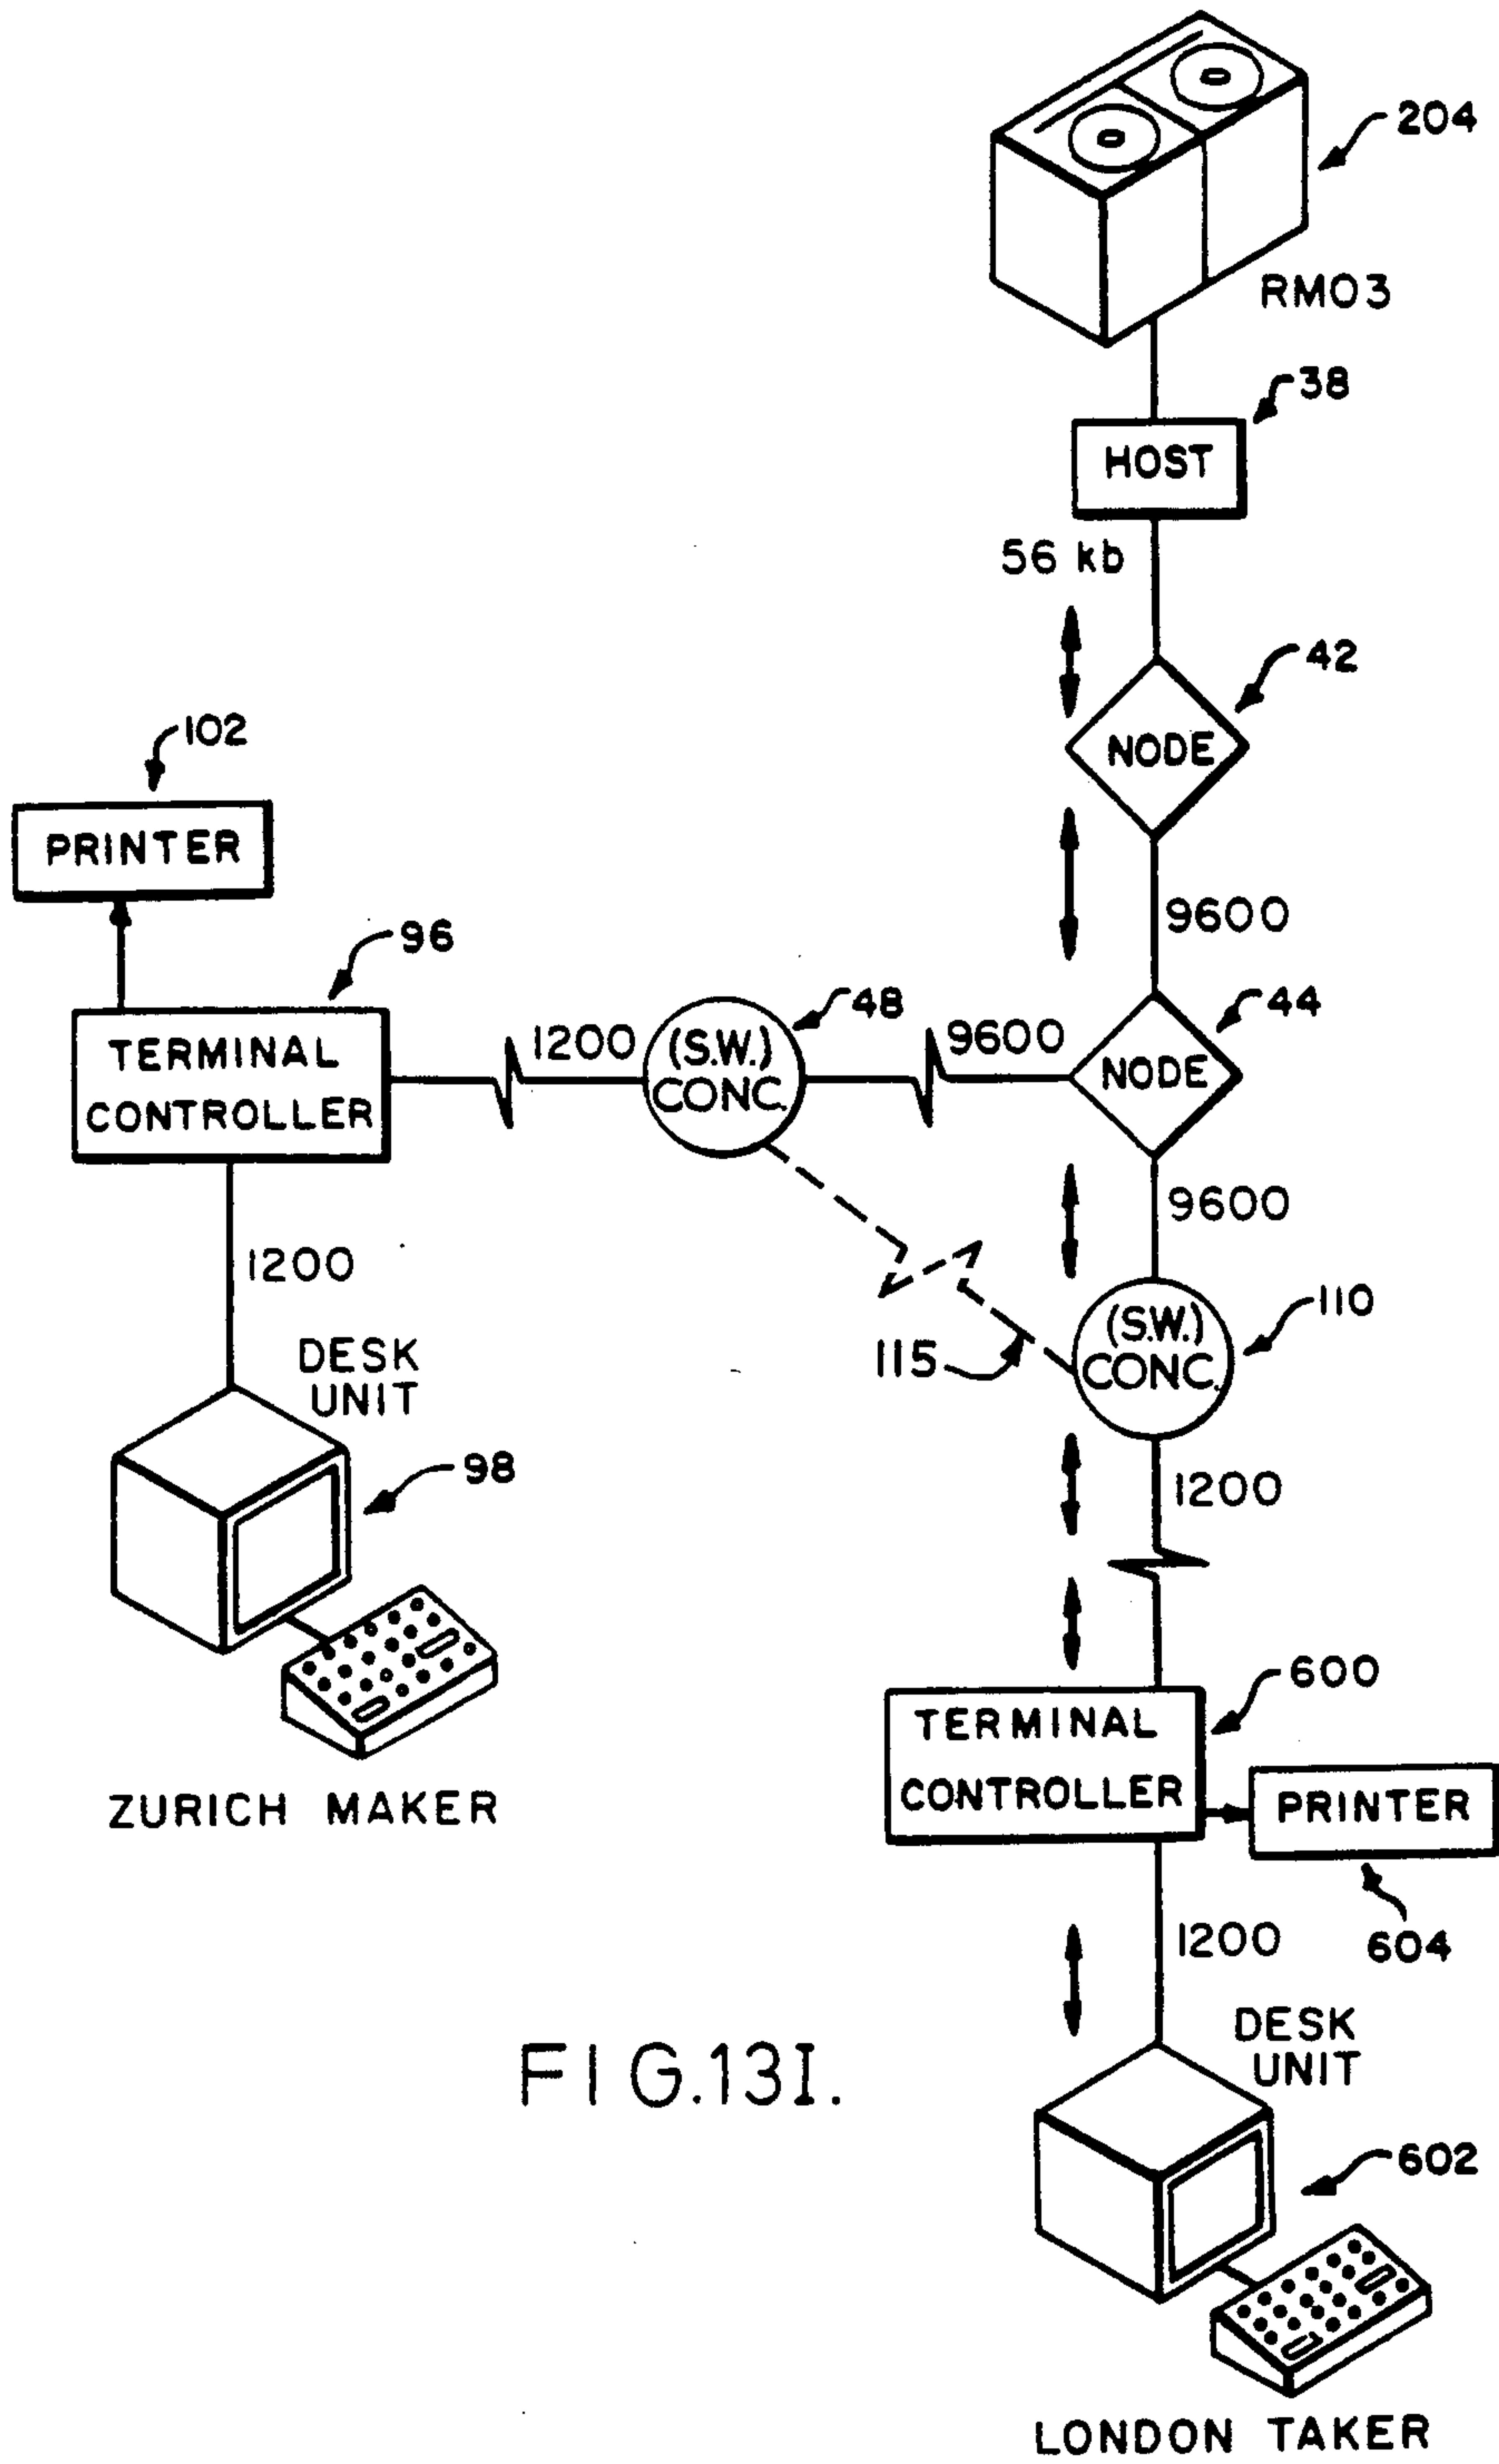 204
RM03
38
HOST
56 kb
42
NODE
102
PRINTER
9600
96
48
44
1200
(S.W.)
CONC.
9600
NODE
TERMINAL
CONTROLLER
9600
1200
110
(S.W.)
CONC.
115
DESK
UNIT
98
1200
600
TERMINAL
CONTROLLER
PRINTER
ZURICH MAKER
604
1200
DESK
UNIT
FIG.13I.
602
LONDON TAKER